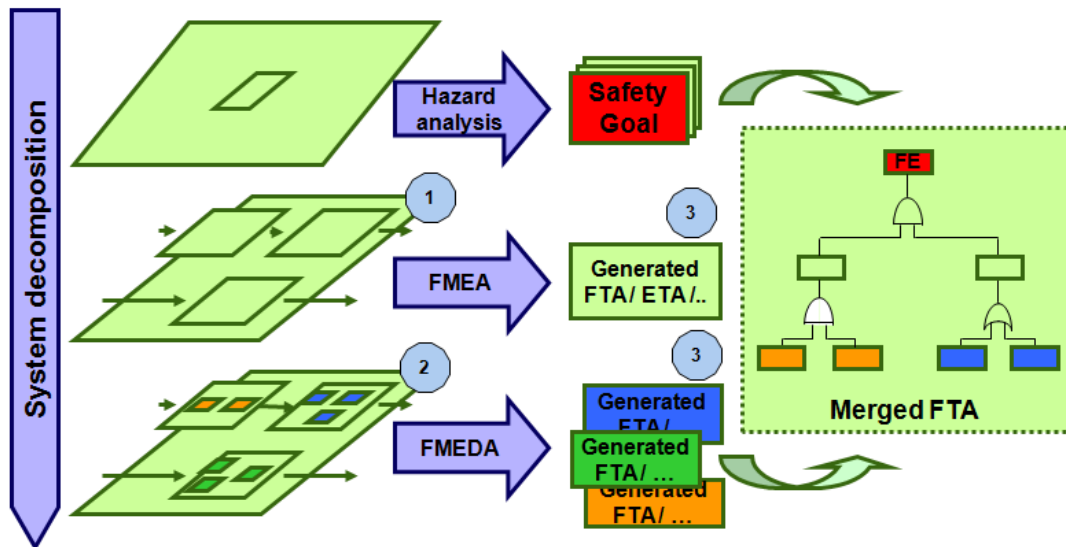 System decomposition
Hazard
analysis
Safety
Goal
FE
1
3
FMEA
Generated
FTA/ ETA/..
2
3
FMEDA
Generated
FTA/
Generated
FTA/ …
Generated
FTA/ …
Merged FTA